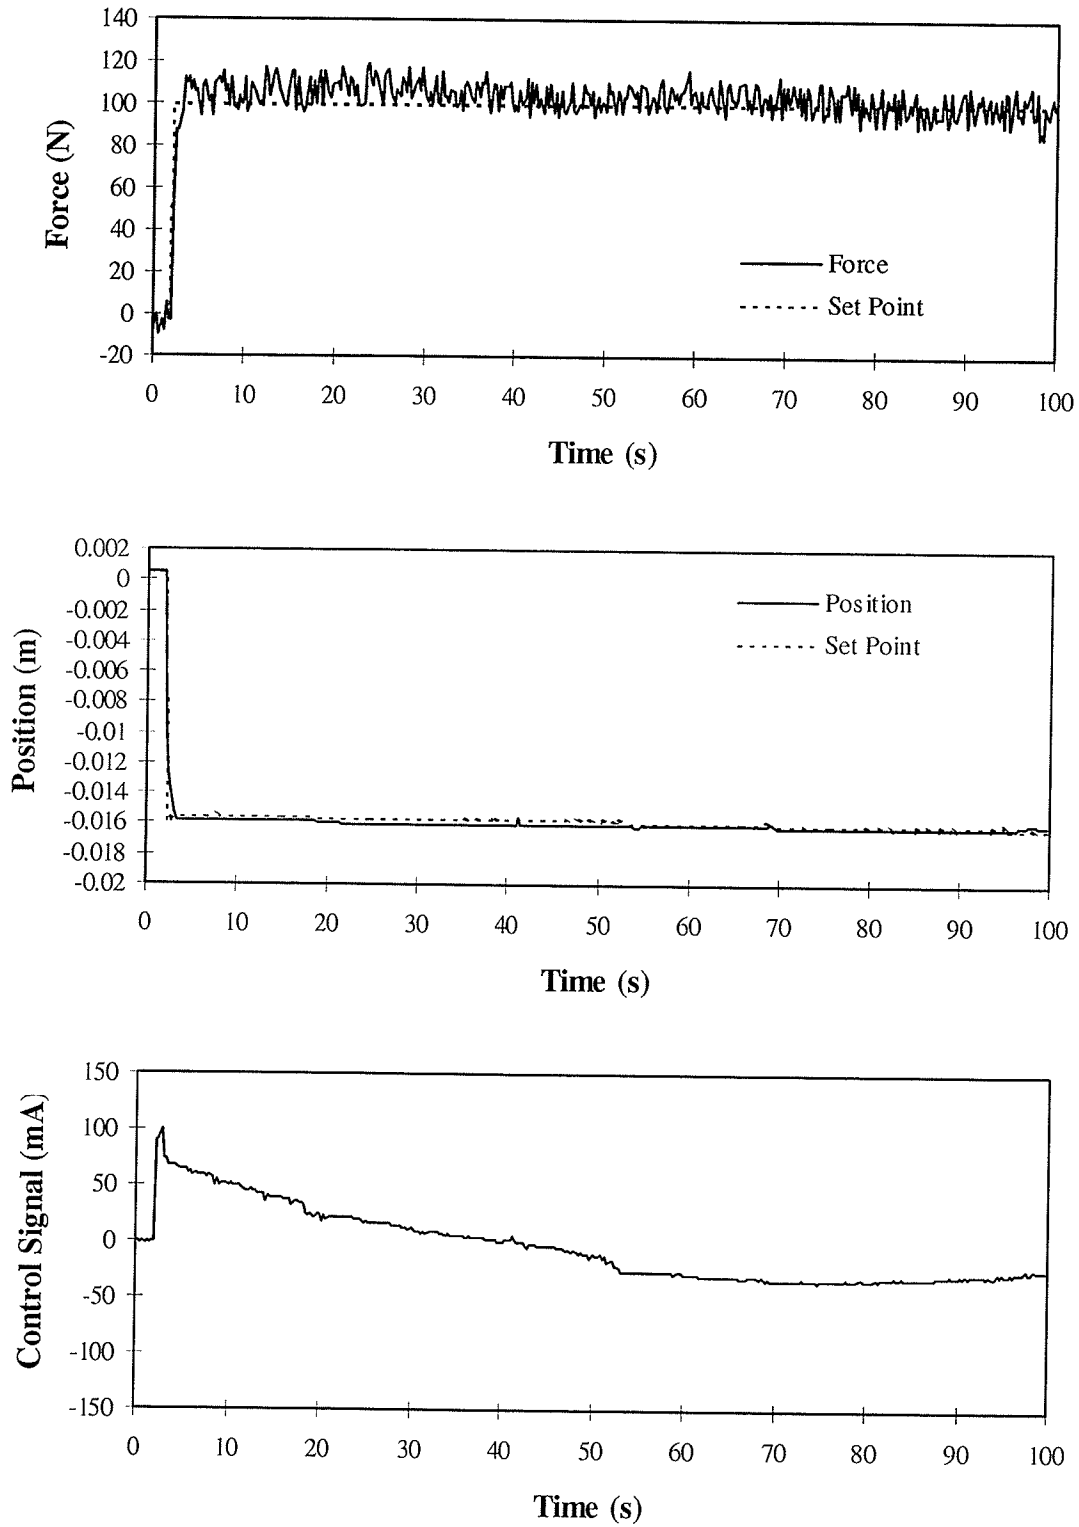 140
120
100
80
60
40
20
0
-20
Force (N)
Force
Set Point
0 10 20 30 40 50 60 70 80 90 100
Time (s)
0.002
0
-0.002
-0.004
-0.006
-0.008
-0.01
-0.012
-0.014
-0.016
-0.018
-0.02
Position (m)
Position
Set Point
0 10 20 30 40 50 60 70 80 90 100
Time (s)
150
100
50
0
-50
-100
-150
Control Signal (mA)
0 10 20 30 40 50 60 70 80 90 100
Time (s)